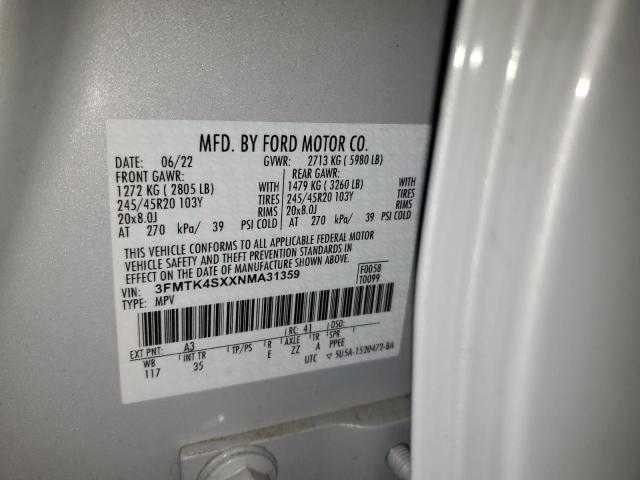 MFD. BY FORD MOTOR CO.
DATE: 06/22 GVWR: 2713 KG ( 5980 LB)
FRONT GAWR: REAR GAWR:
1272 KG ( 2805 LB) WITH 1479 KG ( 3260 LB) WITH
245/45R20 103Y TIRES 245/45R20 103Y TIRES
20x8.0J RIMS 20x8.0J RIMS
AT 270 kPa/ 39 PSI COLD AT 270 kPa/ 39 PSI COLD
THIS VEHICLE CONFORMS TO ALL APPLICABLE FEDERAL MOTOR
VEHICLE SAFETY AND THEFT PREVENTION STANDARDS IN
EFFECT ON THE DATE OF MANUFACTURE SHOWN ABOVE.
VIN: 3FMTK4SXXNMA31359 F0058
TYPE: MPV T0099
EXT PNT: A3 RC: 41 DSO:
WB INT TR TP/PS R AXLE TR SPR
117 35 E ZZ A PPEE
UTC ▽ 5U5A-1520472-BA